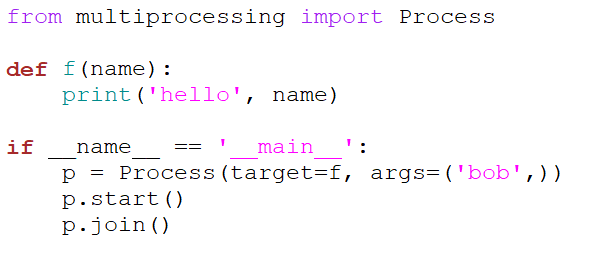 from multiprocessing import Process
def f(name):
    print('hello', name)
if __name__ == '__main__':
    p = Process(target=f, args=('bob',))
    p.start()
    p.join()